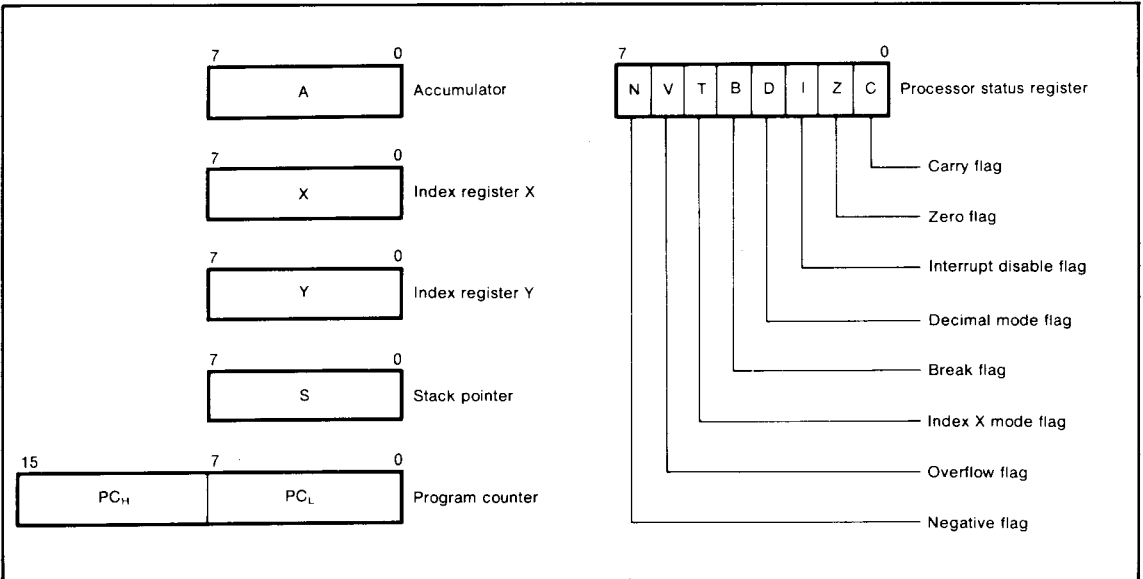 7 0
A Accumulator
7 0
X Index register X
7 0
Y Index register Y
7 0
S Stack pointer
15 7 0
PCH PCL Program counter
7 0
N V T B D I Z C Processor status register
Carry flag
Zero flag
Interrupt disable flag
Decimal mode flag
Break flag
Index X mode flag
Overflow flag
Negative flag